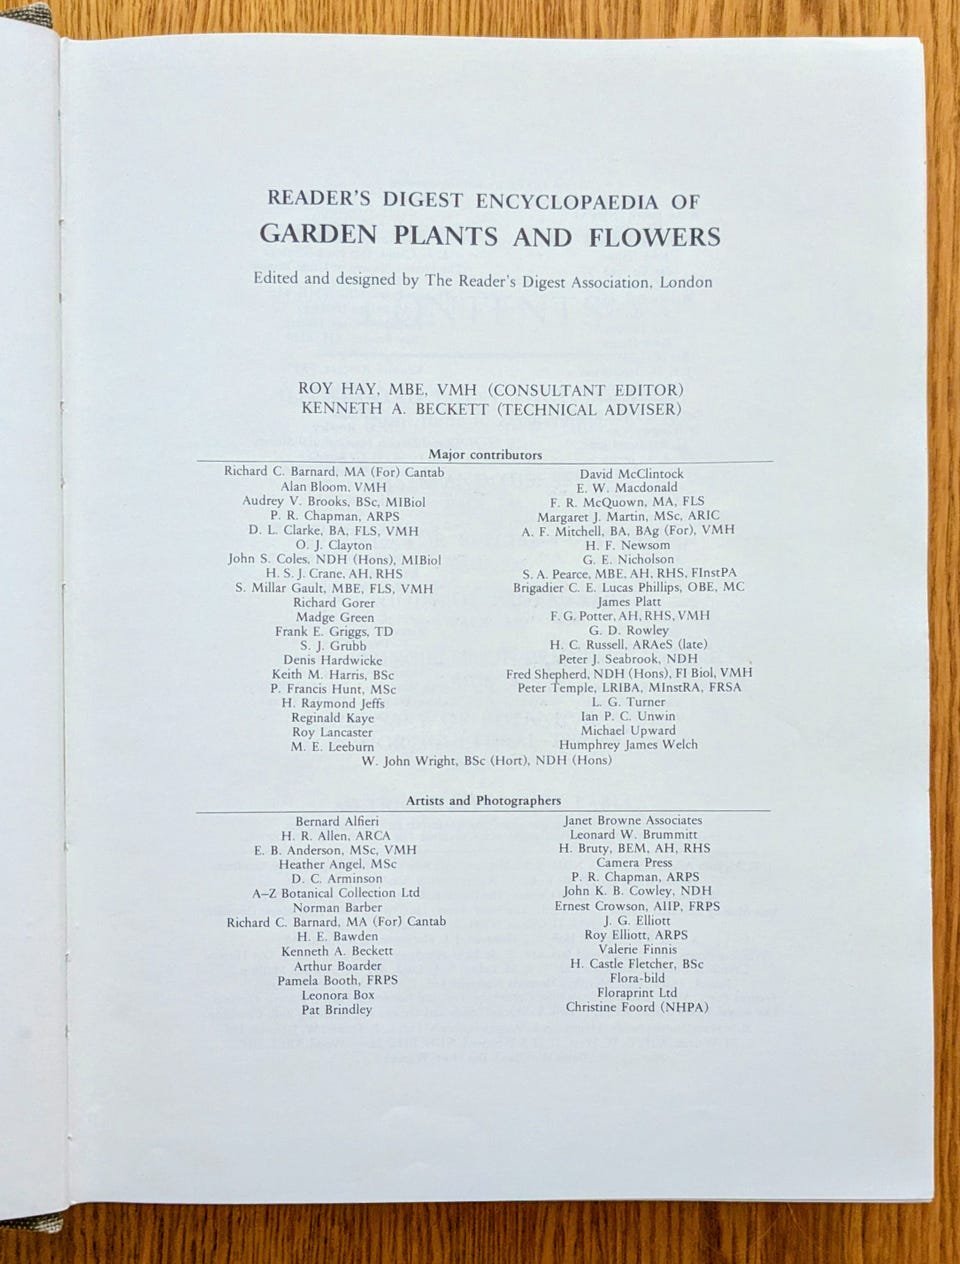 READER'S DIGEST ENCYCLOPAEDIA OF
GARDEN PLANTS AND FLOWERS
Edited and designed by The Reader's Digest Association, London
ROY HAY, MBE, VMH (CONSULTANT EDITOR)
KENNETH A. BECKETT (TECHNICAL ADVISER)
Major contributors
Richard C. Barnard, MA (For) Cantab
Alan Bloom, VMH
Audrey V. Brooks, BSc, MIBiol
P. R. Chapman, ARPS
D. L. Clarke, BA, FLS, VMH
O. J. Clayton
John S. Coles, NDH (Hons), MIBiol
H. S. J. Crane, AH, RHS
S. Millar Gault, MBE, FLS, VMH
Richard Gorer
Madge Green
Frank E. Griggs, TD
S. J. Grubb
Denis Hardwicke
Keith M. Harris, BSc
P. Francis Hunt, MSc
H. Raymond Jeffs
Reginald Kaye
Roy Lancaster
M. E. Leeburn
David McClintock
E. W. Macdonald
F. R. McQuown, MA, FLS
Margaret J. Martin, MSc, ARIC
A. F. Mitchell, BA, BAg (For), VMH
H. F. Newsom
G. E. Nicholson
S. A. Pearce, MBE, AH, RHS, FInstPA
Brigadier C. E. Lucas Phillips, OBE, MC
James Platt
F. G. Potter, AH, RHS, VMH
G. D. Rowley
H. C. Russell, ARAeS (late)
Peter J. Seabrook, NDH
Fred Shepherd, NDH (Hons), FI Biol, VMH
Peter Temple, LRIBA, MInstRA, FRSA
L. G. Turner
Ian P. C. Unwin
Michael Upward
Humphrey James Welch
W. John Wright, BSc (Hort), NDH (Hons)
Artists and Photographers
Bernard Alfieri
H. R. Allen, ARCA
E. B. Anderson, MSc, VMH
Heather Angel, MSc
D. C. Arminson
A–Z Botanical Collection Ltd
Norman Barber
Richard C. Barnard, MA (For) Cantab
H. E. Bawden
Kenneth A. Beckett
Arthur Boarder
Pamela Booth, FRPS
Leonora Box
Pat Brindley
Janet Browne Associates
Leonard W. Brummitt
H. Bruty, BEM, AH, RHS
Camera Press
P. R. Chapman, ARPS
John K. B. Cowley, NDH
Ernest Crowson, AIIP, FRPS
J. G. Elliott
Roy Elliott, ARPS
Valerie Finnis
H. Castle Fletcher, BSc
Flora-bild
Floraprint Ltd
Christine Foord (NHPA)